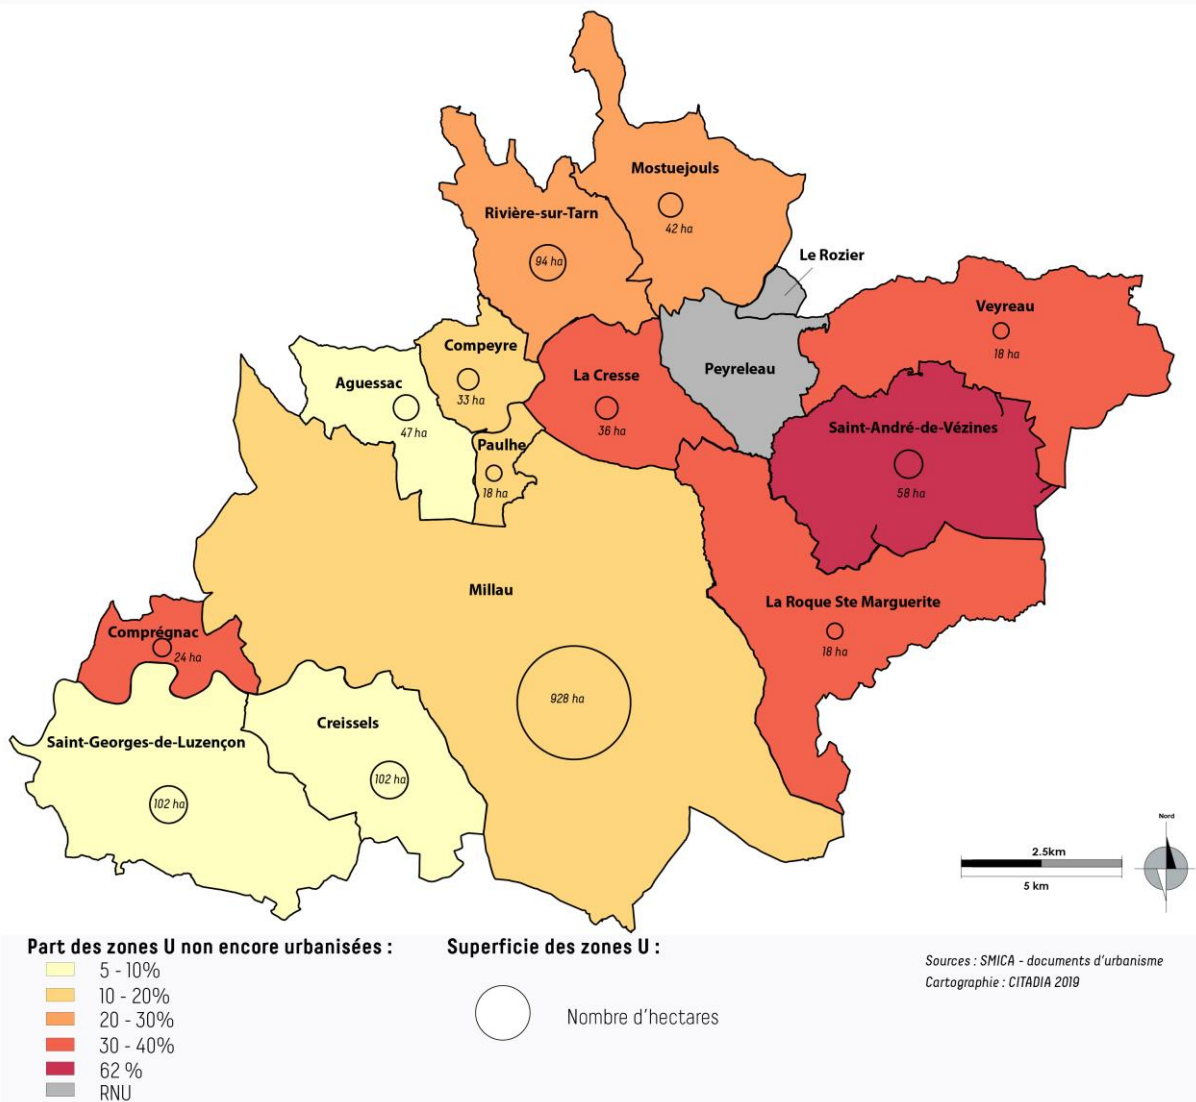 Mostuejouls
42 ha
Rivière-sur-Tarn
94 ha
Le Rozier
Veyreau
18 ha
Compeyre
33 ha
Aguessac
47 ha
La Cresse
36 ha
Peyreleau
Saint-André-de-Vézines
58 ha
Paulhe
18 ha
Millau
928 ha
La Roque Ste Marguerite
18 ha
Comprégnac
24 ha
Creissels
102 ha
Saint-Georges-de-Luzençon
102 ha
Nord
2.5km
5 km
Part des zones U non encore urbanisées :
5 - 10%
10 - 20%
20 - 30%
30 - 40%
62 %
RNU
Superficie des zones U :
Nombre d'hectares
Sources : SMICA - documents d'urbanisme
Cartographie : CITADIA 2019